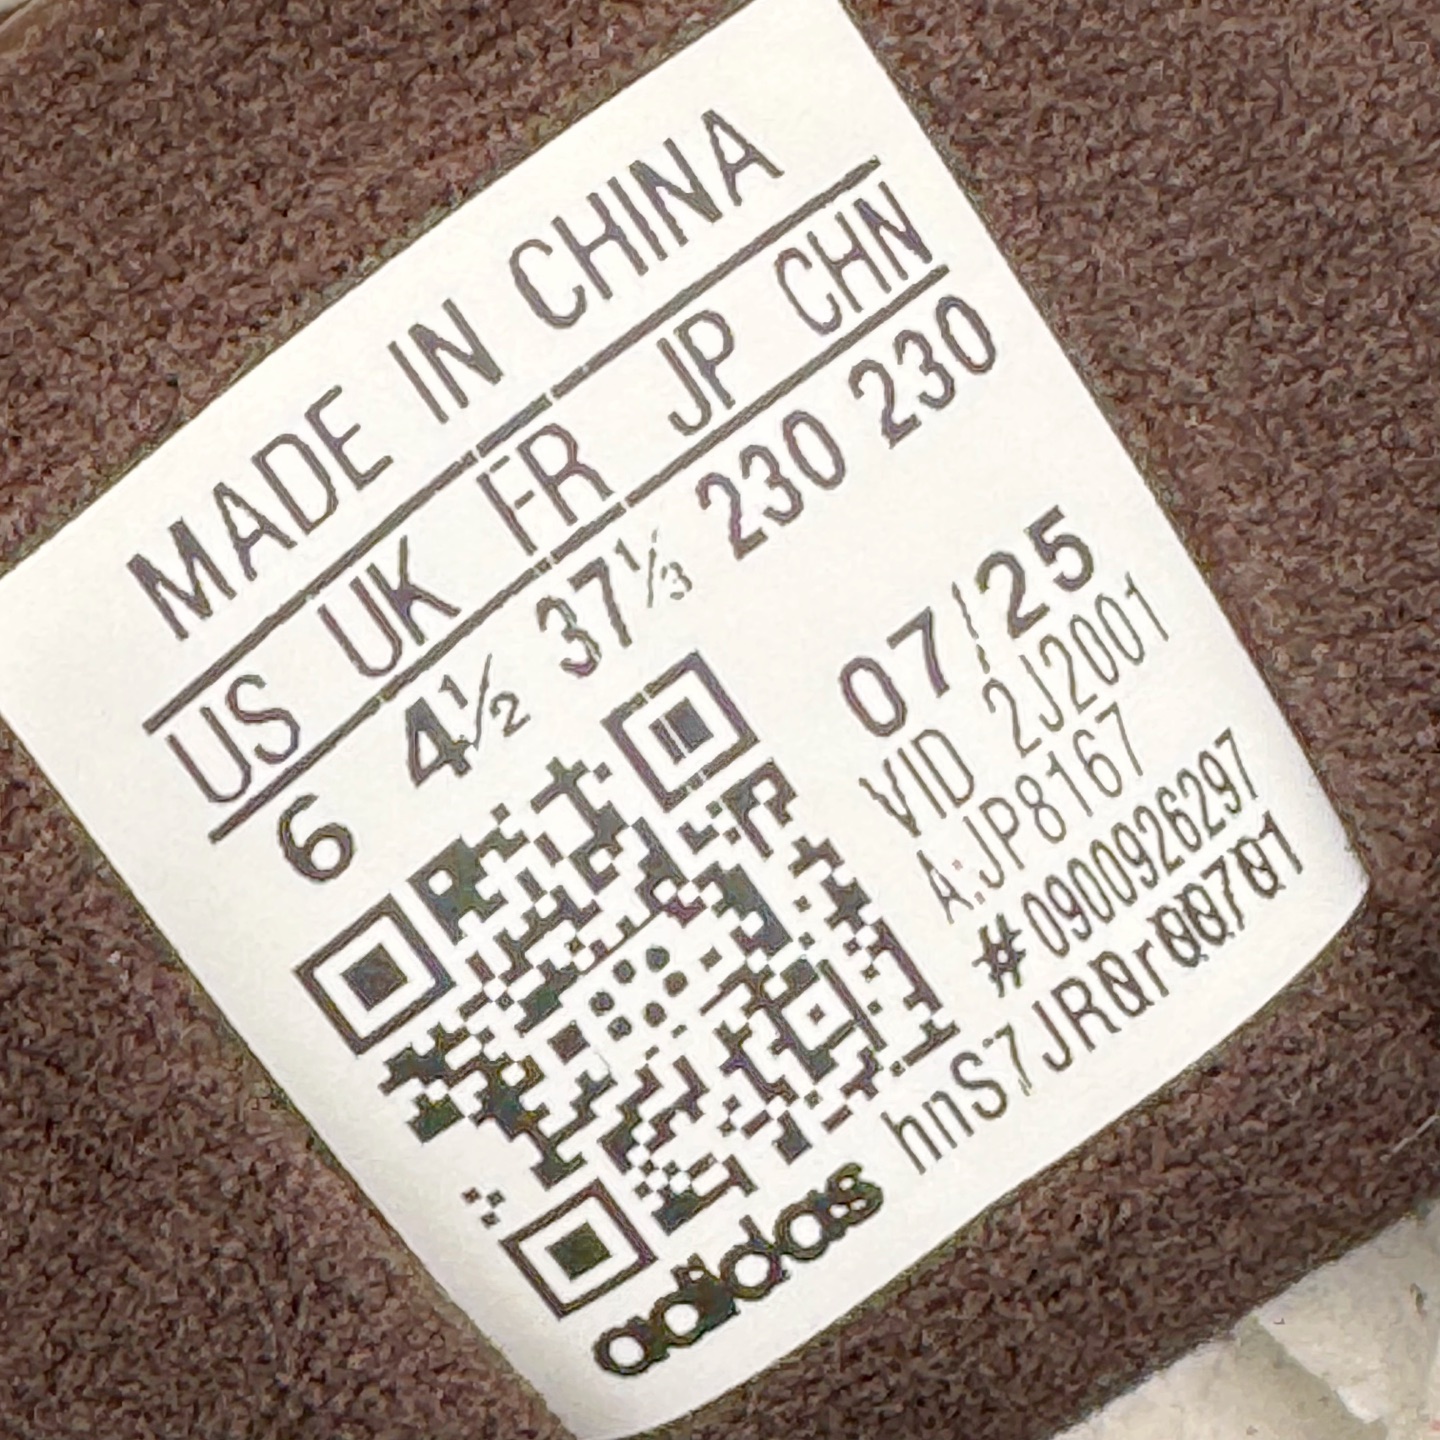 MADE IN CHINA
US UK FR JP CHN
6 4½ 37⅓ 230 230
07/25
VID 2J2001
A:JP8167
#0900926297
adidas